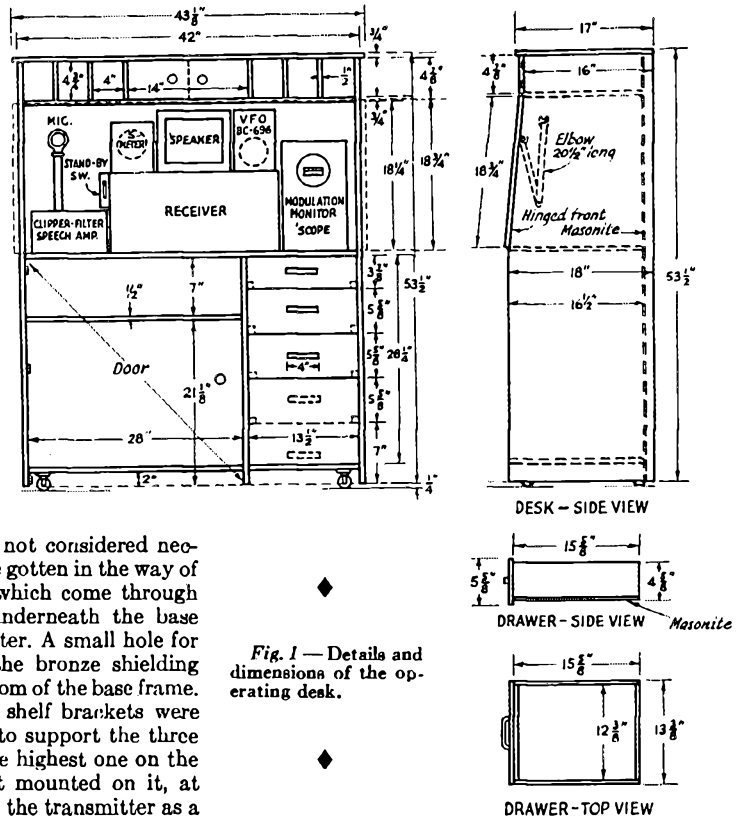 43 1/8"
42"
3/4"
4 3/4"
4"
14"
1/2"
4 1/8"
3/4"
MIC.
STAND-BY
SW.
"S"
METER
SPEAKER
VFO
BC-696
RECEIVER
CLIPPER-FILTER
SPEECH AMP.
MODULATION
MONITOR
'SCOPE
18 1/4"
18 3/4"
1/2"
7"
3 1/8"
53 1/2"
5 5/8"
Door
5 5/8"
28 1/4"
4"
21 1/8"
5 5/8"
28"
13 1/2"
7"
2"
1/4"
17"
4 1/8"
16"
Elbow
20 1/2" long
18 3/4"
Hinged front
Masonite
18"
53 1/2"
16 1/2"
DESK – SIDE VIEW
15 5/8"
5 5/8"
4 5/8"
DRAWER – SIDE VIEW
Masonite
15 5/8"
12 3/8"
13 3/8"
DRAWER – TOP VIEW
not considered nec-
gotten in the way of
which come through
underneath the base
ter. A small hole for
the bronze shielding
om of the base frame.
shelf brackets were
to support the three
e highest one on the
t mounted on it, at
the transmitter as a
Fig. 1 — Details and
dimensions of the op-
erating desk.